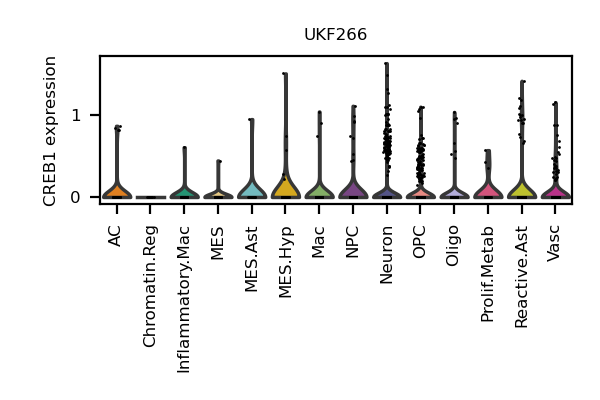 UKF266
CREB1 expression
1
0
AC
Chromatin.Reg
Inflammatory.Mac
MES
MES.Ast
MES.Hyp
Mac
NPC
Neuron
OPC
Oligo
Prolif.Metab
Reactive.Ast
Vasc